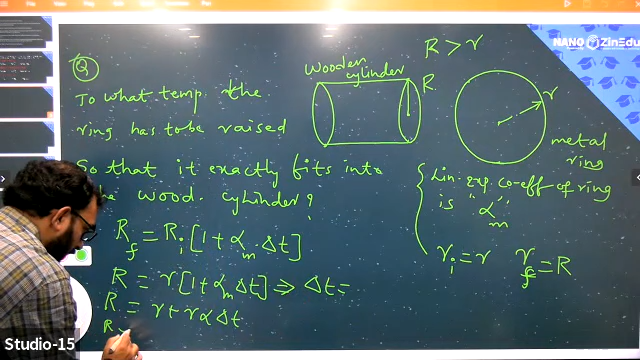 NANO ZinEdu
Q
To what temp. the
ring has to be raised
So that it exactly fits into
the wood. cylinder?
R_f = R_i [1 + α_m Δt]
R = r [1 + α_m Δt] ⇒ Δt =
R = r + r α Δt
R
Wooden
cylinder
R
R > r
r
metal
ring
Lin. exp. co-eff of ring
is "α_m"
r_i = r r_f = R
Studio-15